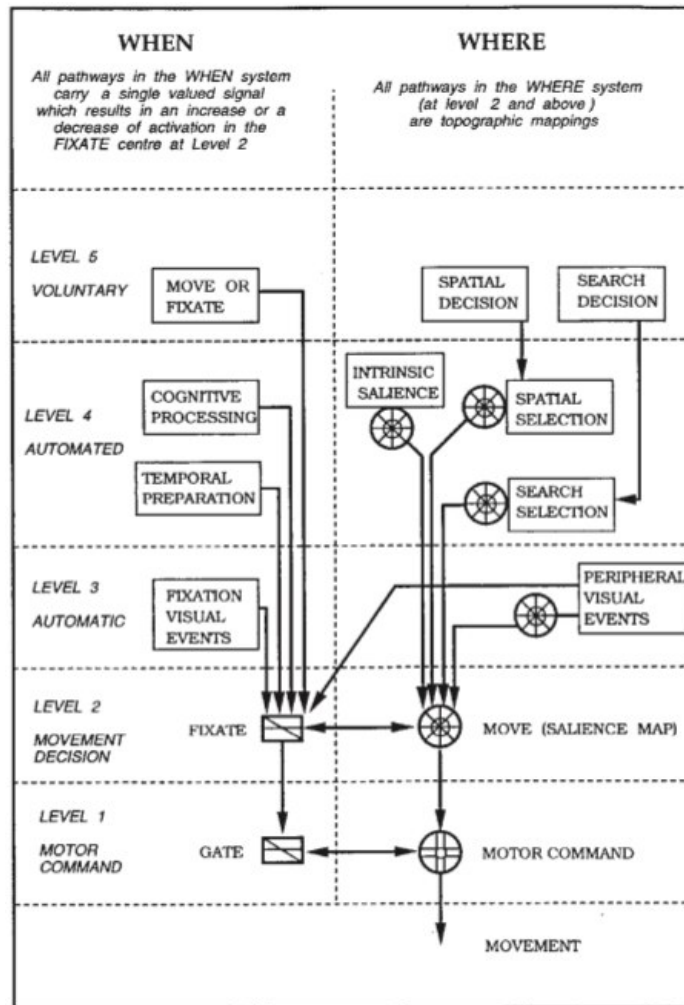 WHEN
All pathways in the WHEN system
carry a single valued signal
which results in an increase or a
decrease of activation in the
FIXATE centre at Level 2
WHERE
All pathways in the WHERE system
(at level 2 and above)
are topographic mappings
LEVEL 5
VOLUNTARY
MOVE OR
FIXATE
SPATIAL
DECISION
SEARCH
DECISION
LEVEL 4
AUTOMATED
COGNITIVE
PROCESSING
TEMPORAL
PREPARATION
INTRINSIC
SALIENCE
SPATIAL
SELECTION
SEARCH
SELECTION
LEVEL 3
AUTOMATIC
FIXATION
VISUAL
EVENTS
PERIPHERAL
VISUAL
EVENTS
LEVEL 2
MOVEMENT
DECISION
FIXATE
MOVE (SALIENCE MAP)
LEVEL 1
MOTOR
COMMAND
GATE
MOTOR COMMAND
MOVEMENT